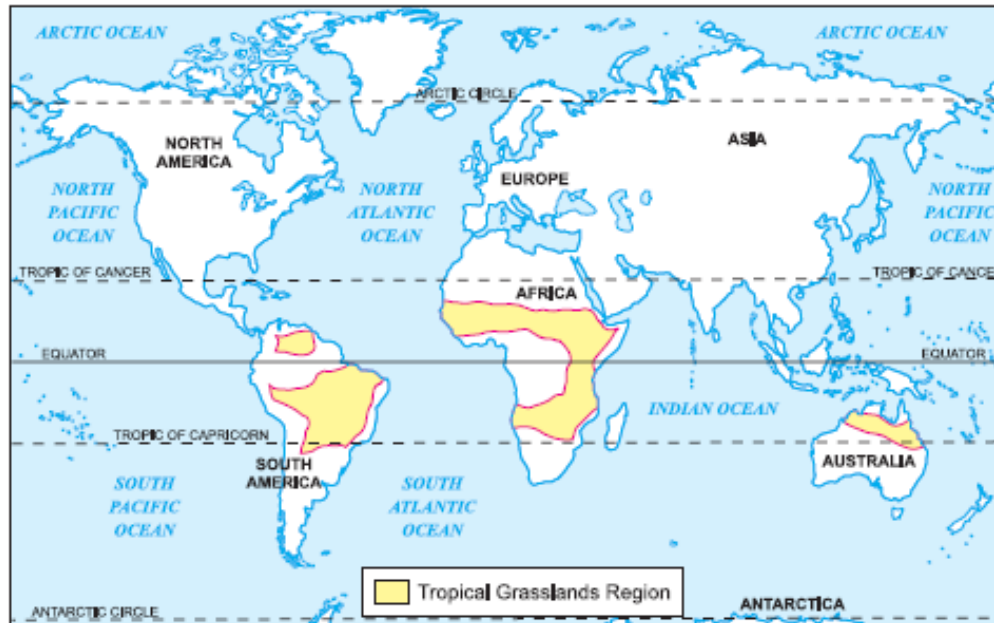 ARCTIC OCEAN
ARCTIC OCEAN
ARCTIC CIRCLE
NORTH
AMERICA
ASIA
EUROPE
NORTH
PACIFIC
OCEAN
NORTH
ATLANTIC
OCEAN
NORTH
PACIFIC
OCEAN
TROPIC OF CANCER
TROPIC OF CANCE
AFRICA
EQUATOR
EQUATOR
INDIAN OCEAN
TROPIC OF CAPRICORN
SOUTH
AMERICA
AUSTRALIA
SOUTH
PACIFIC
OCEAN
SOUTH
ATLANTIC
OCEAN
Tropical Grasslands Region
ANTARCTIC CIRCLE
ANTARCTICA